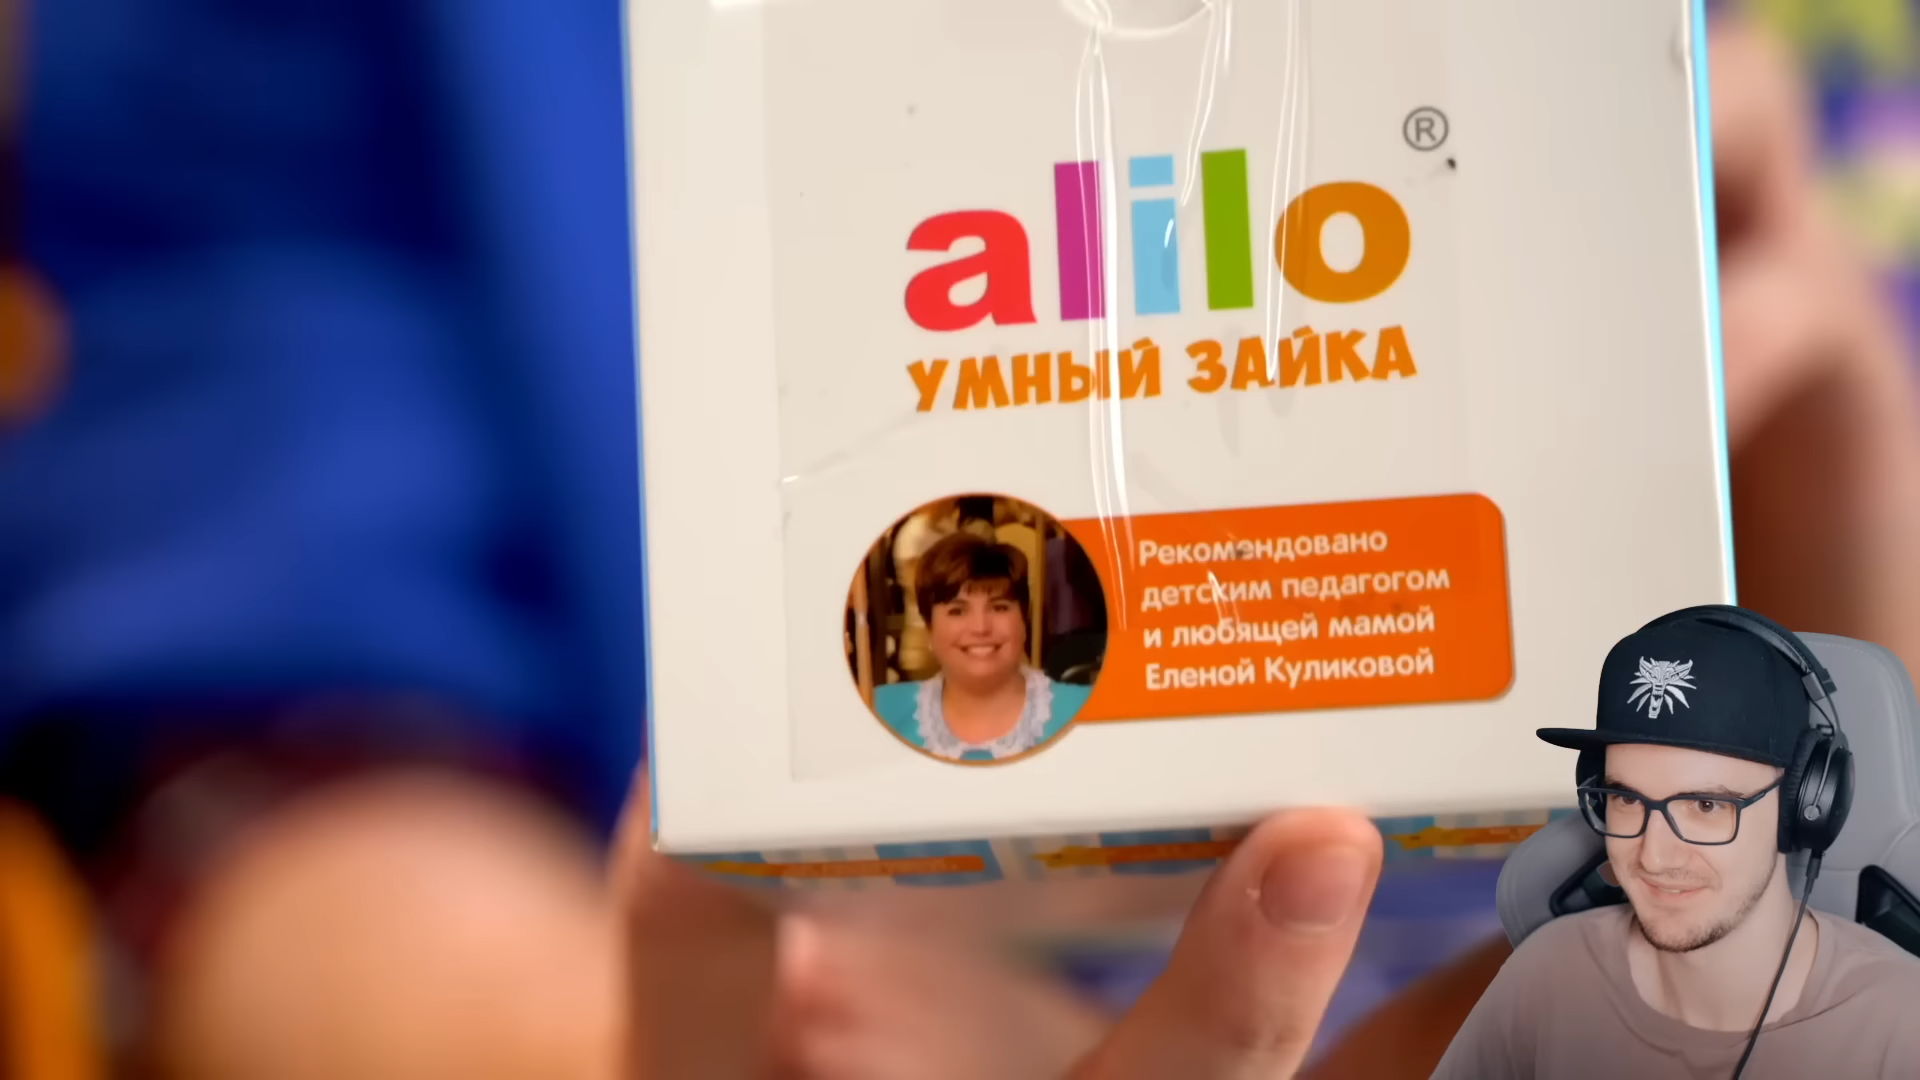 alilo ®
УМНЫЙ ЗАЙКА
Рекомендовано
детским педагогом
и любящей мамой
Еленой Куликовой